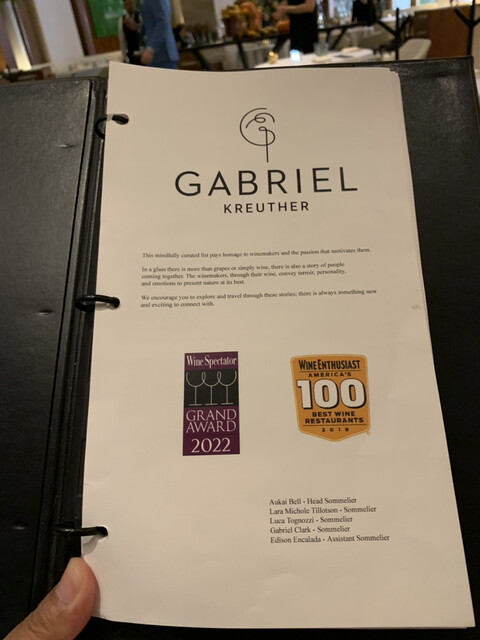 GABRIEL
KREUTHER
This mindfully curated list pays homage to winemakers and the passion that motivates them.
In a glass there is more than grapes or simply wine, there is also a story of people
coming together. The winemakers, through their wine, convey terroir, personality,
and emotions to present nature at its best.
We encourage you to explore and travel through these stories; there is always something new
and exciting to connect with.
Wine Spectator
GRAND
AWARD
2022
WINE ENTHUSIAST
AMERICA'S
100
BEST WINE
RESTAURANTS
2016
Aukai Bell - Head Sommelier
Lara Michole Tillotson - Sommelier
Luca Tognozzi - Sommelier
Gabriel Clark - Sommelier
Edison Encalada - Assistant Sommelier